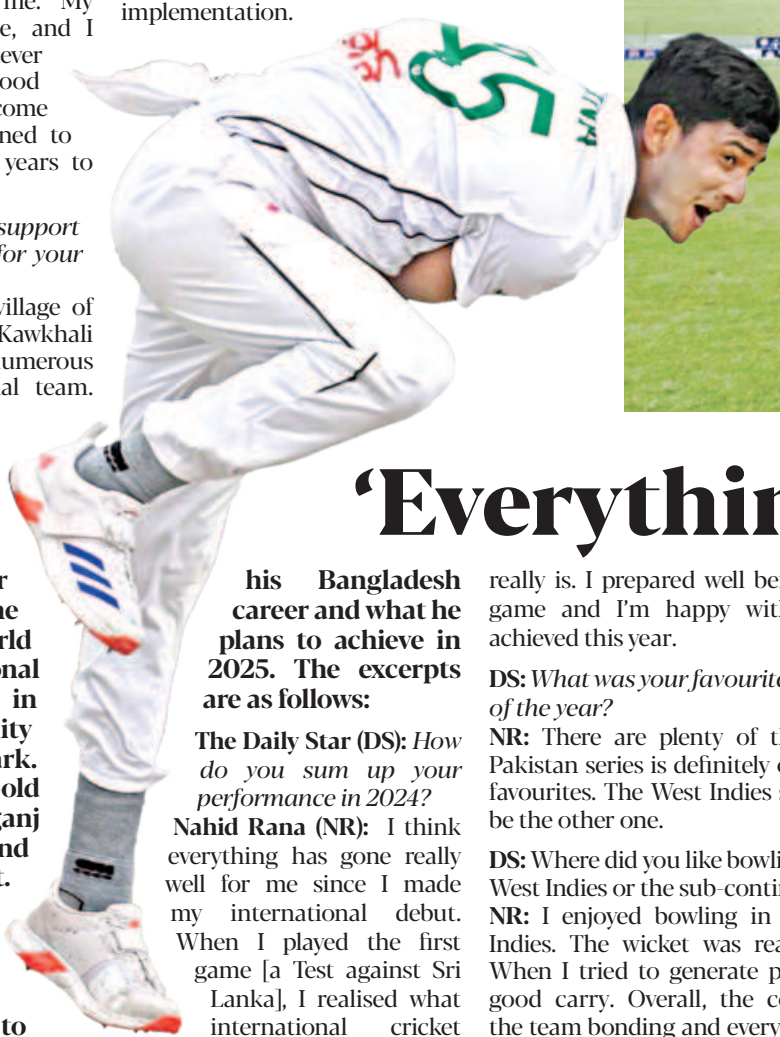 me. My
e, and I
ever
ood
come
ned to
years to
support
for your
village of
Kawkhali
numerous
al team.
implementation.
‘Everythin
r
ne
rld
onal
in
ity
ark.
old
ganj
nd
t.
to
his Bangladesh
career and what he
plans to achieve in
2025. The excerpts
are as follows:
The Daily Star (DS): How
do you sum up your
performance in 2024?
Nahid Rana (NR): I think
everything has gone really
well for me since I made
my international debut.
When I played the first
game [a Test against Sri
Lanka], I realised what
international cricket
really is. I prepared well be
game and I’m happy wit
achieved this year.
DS: What was your favourite
of the year?
NR: There are plenty of t
Pakistan series is definitely
favourites. The West Indies
be the other one.
DS: Where did you like bowli
West Indies or the sub-conti
NR: I enjoyed bowling in
Indies. The wicket was rea
When I tried to generate p
good carry. Overall, the c
the team bonding and every